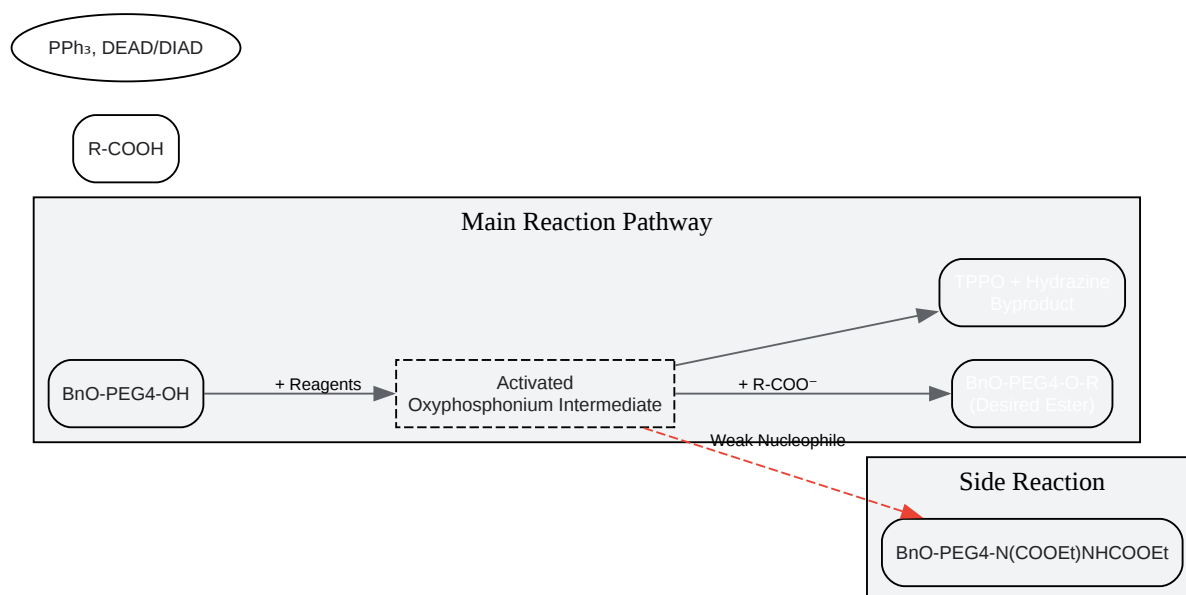 PPh₃, DEAD/DIAD
R-COOH
Main Reaction Pathway
TPPO + Hydrazine
Byproduct
BnO-PEG4-OH
+ Reagents
Activated
Oxyphosphonium Intermediate
+ R-COO⁻
BnO-PEG4-O-R
(Desired Ester)
Weak Nucleophile
Side Reaction
BnO-PEG4-N(COOEt)NHCOOEt